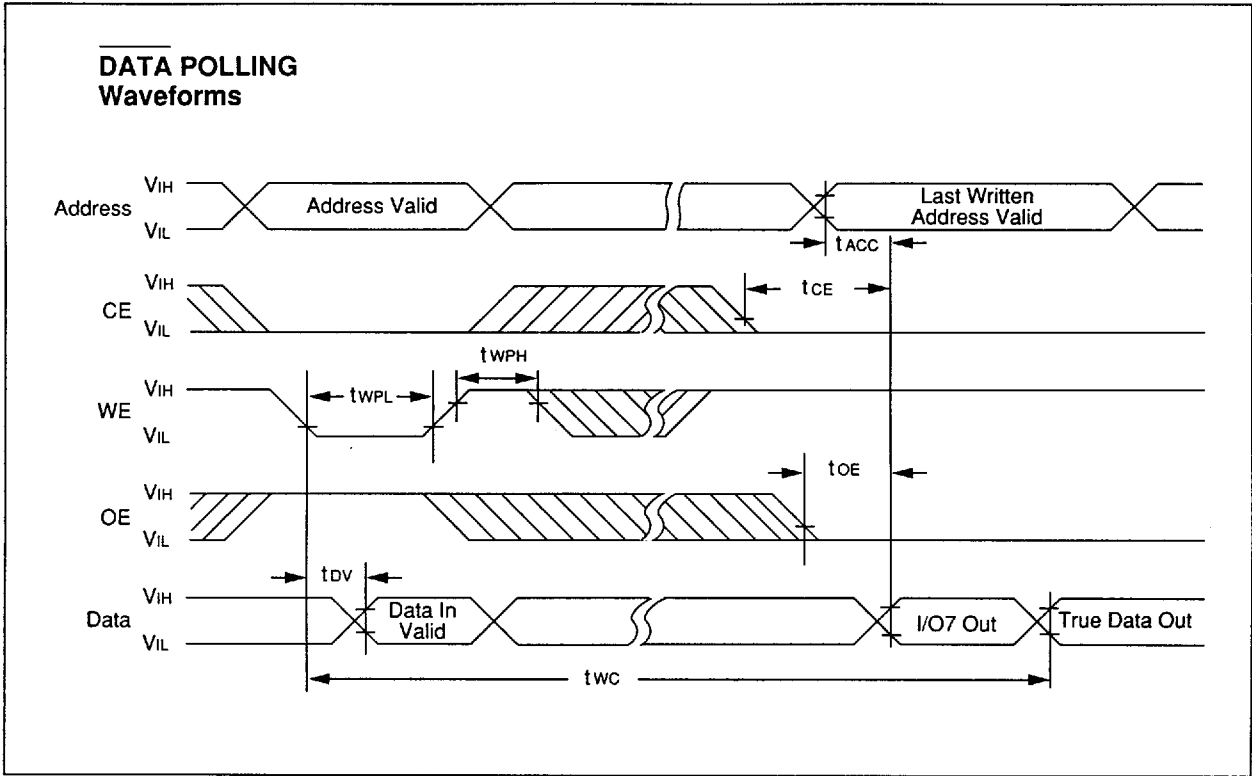 DATA POLLING
Waveforms
Address
VIH
VIL
Address Valid
Last Written
Address Valid
tACC
CE
VIH
VIL
tCE
tWPH
WE
VIH
VIL
tWPL
tOE
OE
VIH
VIL
tDV
Data
VIH
VIL
Data In
Valid
I/O7 Out
True Data Out
tWC